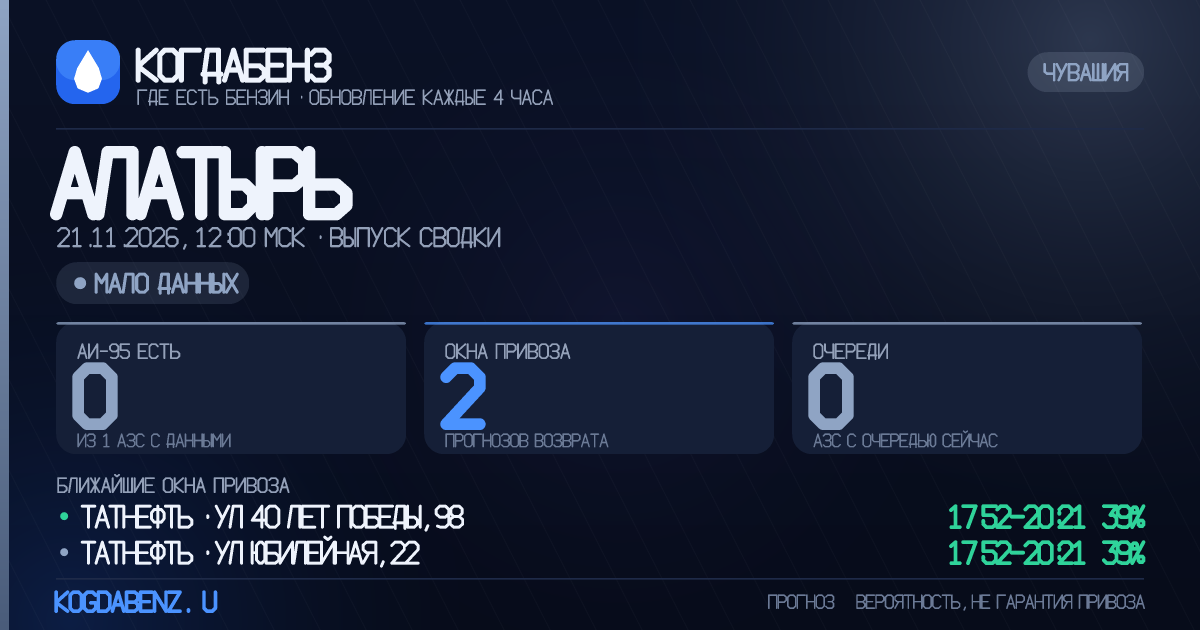 КОГДАБЕНЗ
ГДЕ ЕСТЬ БЕНЗИН · ОБНОВЛЕНИЕ КАЖДЫЕ 4 ЧАСА
ЧУВАШИЯ
АЛАТЫРЬ
21.11.2026, 12:00 МСК · ВЫПУСК СВОДКИ
МАЛО ДАННЫХ
АИ-95 ЕСТЬ
0
ИЗ 1 АЗС С ДАННЫМИ
ОКНА ПРИВОЗА
2
ПРОГНОЗОВ ВОЗВРАТА
ОЧЕРЕДИ
0
АЗС С ОЧЕРЕДЬЮ СЕЙЧАС
БЛИЖАЙШИЕ ОКНА ПРИВОЗА
• ТАТНЕФТЬ · УЛ 40 ЛЕТ ПОБЕДЫ, 98 17:52–20:21 39%
• ТАТНЕФТЬ · УЛ ЮБИЛЕЙНАЯ, 22 17:52–20:21 39%
KOGDABENZ. U
ПРОГНОЗ ВЕРОЯТНОСТЬ, НЕ ГАРАНТИЯ ПРИВОЗА